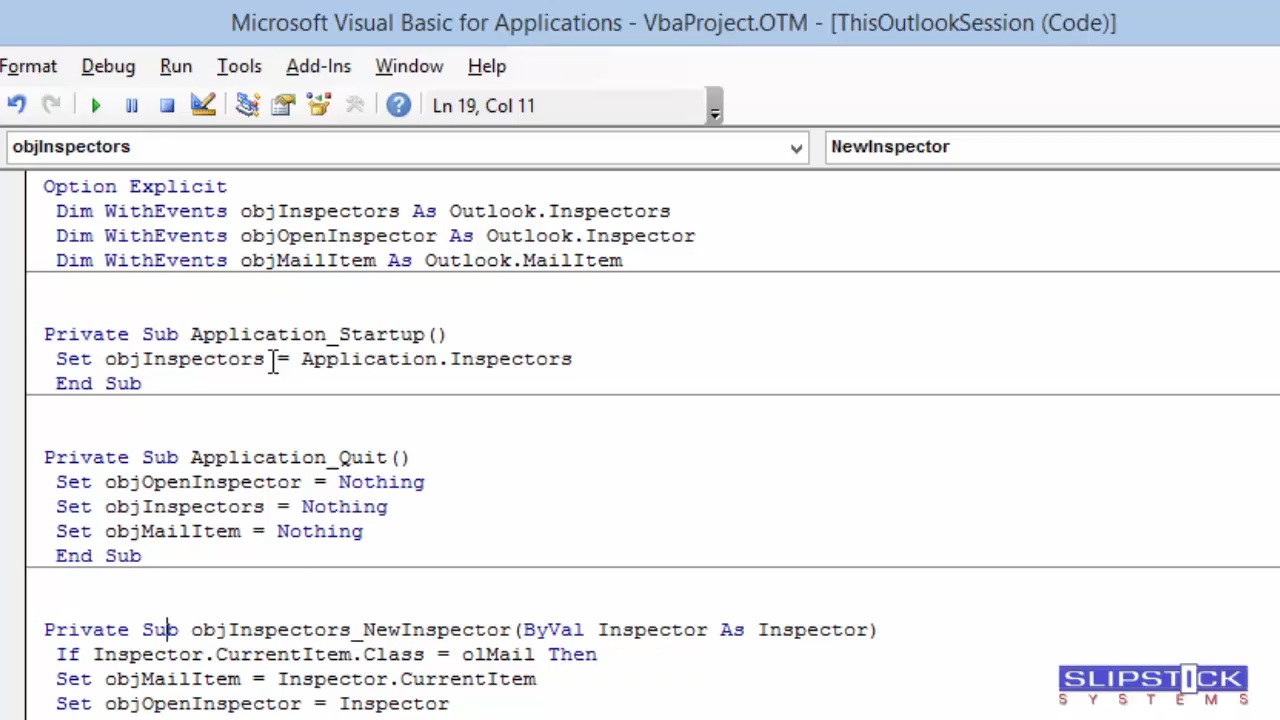 Microsoft Visual Basic for Applications - VbaProject.OTM - [ThisOutlookSession (Code)]
Format Debug Run Tools Add-Ins Window Help
Ln 19, Col 11
objInspectors NewInspector
Option Explicit
Dim WithEvents objInspectors As Outlook.Inspectors
Dim WithEvents objOpenInspector As Outlook.Inspector
Dim WithEvents objMailItem As Outlook.MailItem
Private Sub Application_Startup()
Set objInspectors = Application.Inspectors
End Sub
Private Sub Application_Quit()
Set objOpenInspector = Nothing
Set objInspectors = Nothing
Set objMailItem = Nothing
End Sub
Private Sub objInspectors_NewInspector(ByVal Inspector As Inspector)
If Inspector.CurrentItem.Class = olMail Then
Set objMailItem = Inspector.CurrentItem
Set objOpenInspector = Inspector
SLIPSTICK
SYSTEMS